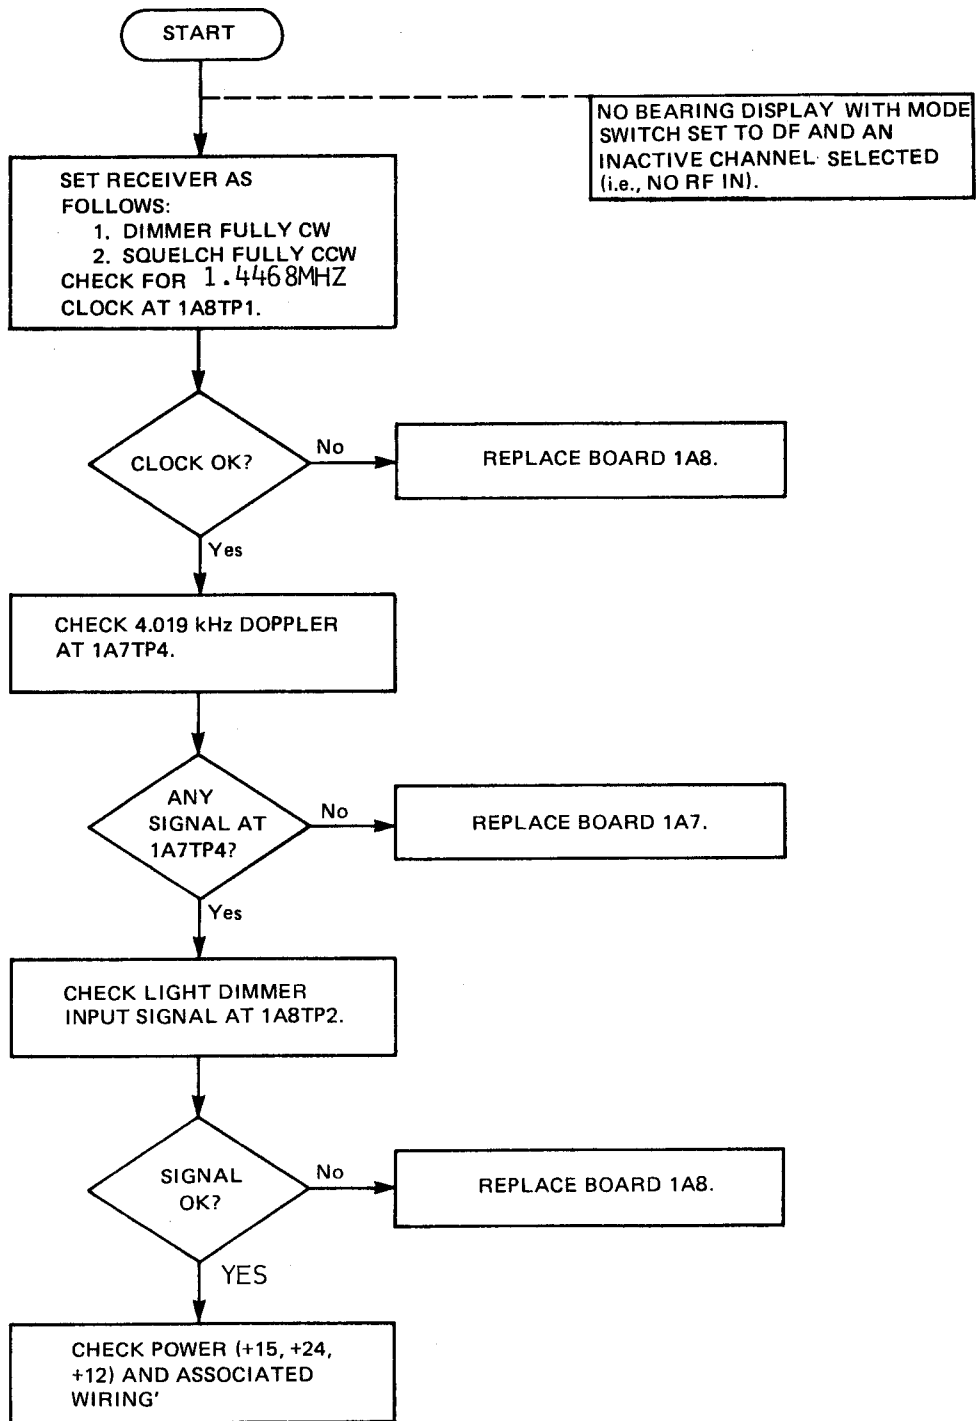 START
NO BEARING DISPLAY WITH MODE
SWITCH SET TO DF AND AN
INACTIVE CHANNEL SELECTED
(i.e., NO RF IN).
SET RECEIVER AS
FOLLOWS:
1. DIMMER FULLY CW
2. SQUELCH FULLY CCW
CHECK FOR 1.4468MHZ
CLOCK AT 1A8TP1.
CLOCK OK?
No
REPLACE BOARD 1A8.
Yes
CHECK 4.019 kHz DOPPLER
AT 1A7TP4.
ANY
SIGNAL AT
1A7TP4?
No
REPLACE BOARD 1A7.
Yes
CHECK LIGHT DIMMER
INPUT SIGNAL AT 1A8TP2.
SIGNAL
OK?
No
REPLACE BOARD 1A8.
YES
CHECK POWER (+15, +24,
+12) AND ASSOCIATED
WIRING'